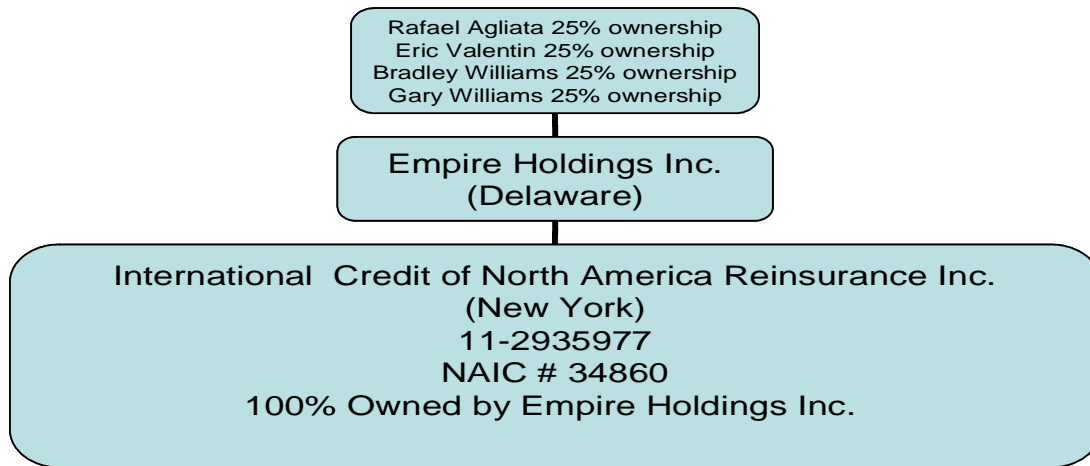 Rafael Agliata 25% ownership
Eric Valentin 25% ownership
Bradley Williams 25% ownership
Gary Williams 25% ownership
Empire Holdings Inc.
(Delaware)
International  Credit of North America Reinsurance Inc.
(New York)
11-2935977
NAIC # 34860
100% Owned by Empire Holdings Inc.